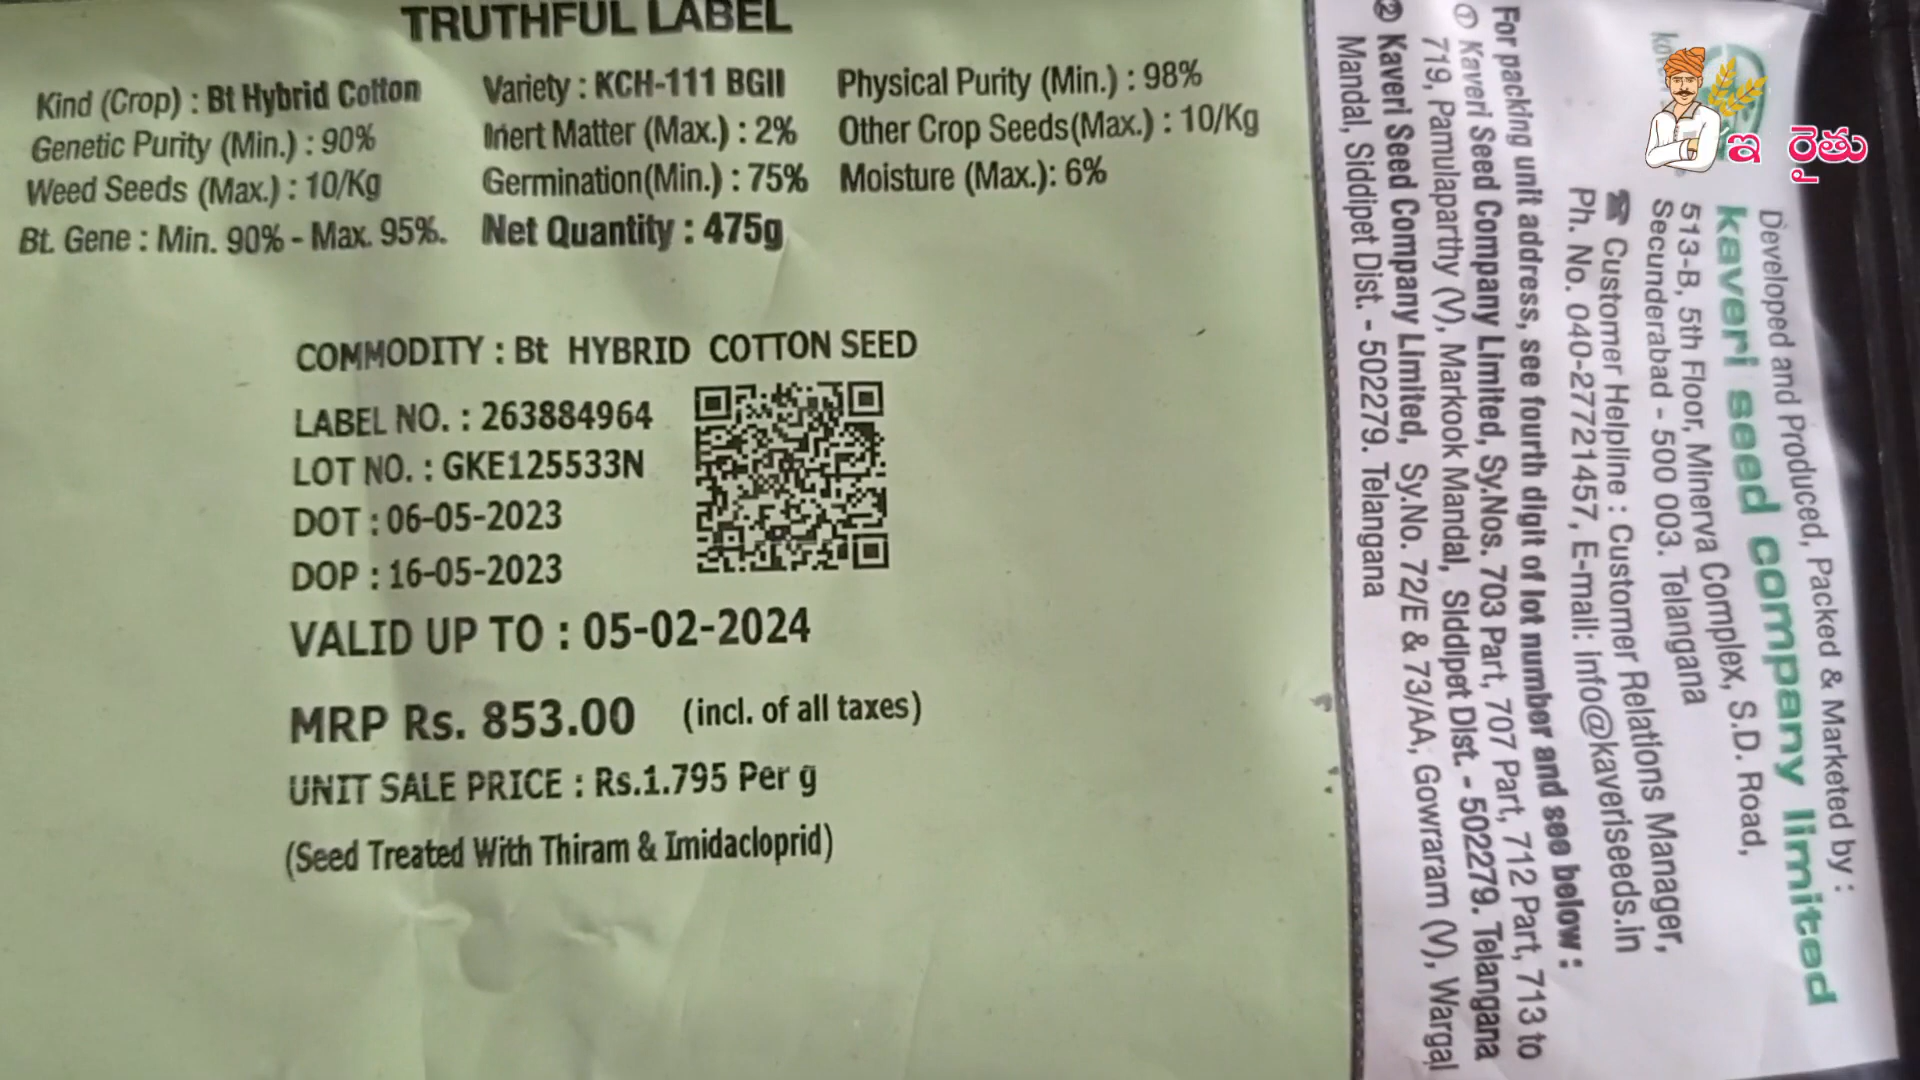 TRUTHFUL LABEL
Kind (Crop) : Bt Hybrid Cotton
Variety : KCH-111 BGII
Physical Purity (Min.) : 98%
Genetic Purity (Min.) : 90%
Inert Matter (Max.) : 2%
Other Crop Seeds(Max.) : 10/Kg
Weed Seeds (Max.) : 10/Kg
Germination(Min.) : 75%
Moisture (Max.): 6%
Bt. Gene : Min. 90% - Max. 95%.
Net Quantity : 475g
COMMODITY : Bt HYBRID COTTON SEED
LABEL NO. : 263884964
LOT NO. : GKE125533N
DOT : 06-05-2023
DOP : 16-05-2023
VALID UP TO : 05-02-2024
MRP Rs. 853.00 (incl. of all taxes)
UNIT SALE PRICE : Rs.1.795 Per g
(Seed Treated With Thiram & Imidacloprid)
Developed and Produced, Packed & Marketed by :
kaveri seed company limited
513-B, 5th Floor, Minerva Complex, S.D. Road,
Secunderabad - 500 003. Telangana
☎ Customer Helpline : Customer Relations Manager,
Ph. No. 040-27721457, E-mail: info@kaveriseeds.in
For packing unit address, see fourth digit of lot number and see below :
① Kaveri Seed Company Limited, Sy.Nos. 703 Part, 707 Part, 712 Part, 713 to
719, Pamulaparthy (V), Markook Mandal, Siddipet Dist. - 502279. Telangana
② Kaveri Seed Company Limited, Sy.No. 72/E & 73/AA, Gowraram (V), Wargal
Mandal, Siddipet Dist. - 502279. Telangana
ఇ రైతు